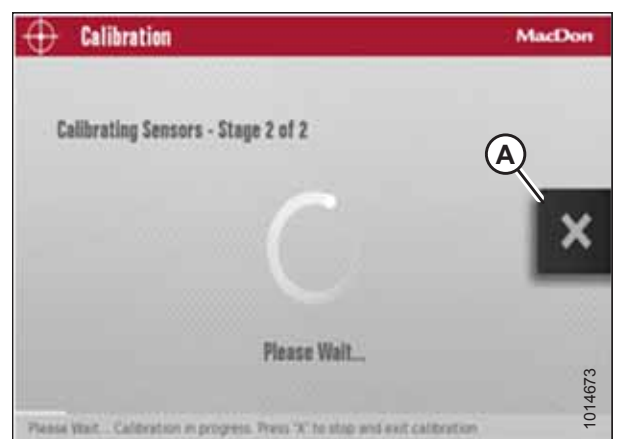 Calibration MacDon
Calibrating Sensors - Stage 2 of 2
A
X
Please Wait...
1014673
Please Wait... Calibration in progress. Press "X" to stop and exit calibration